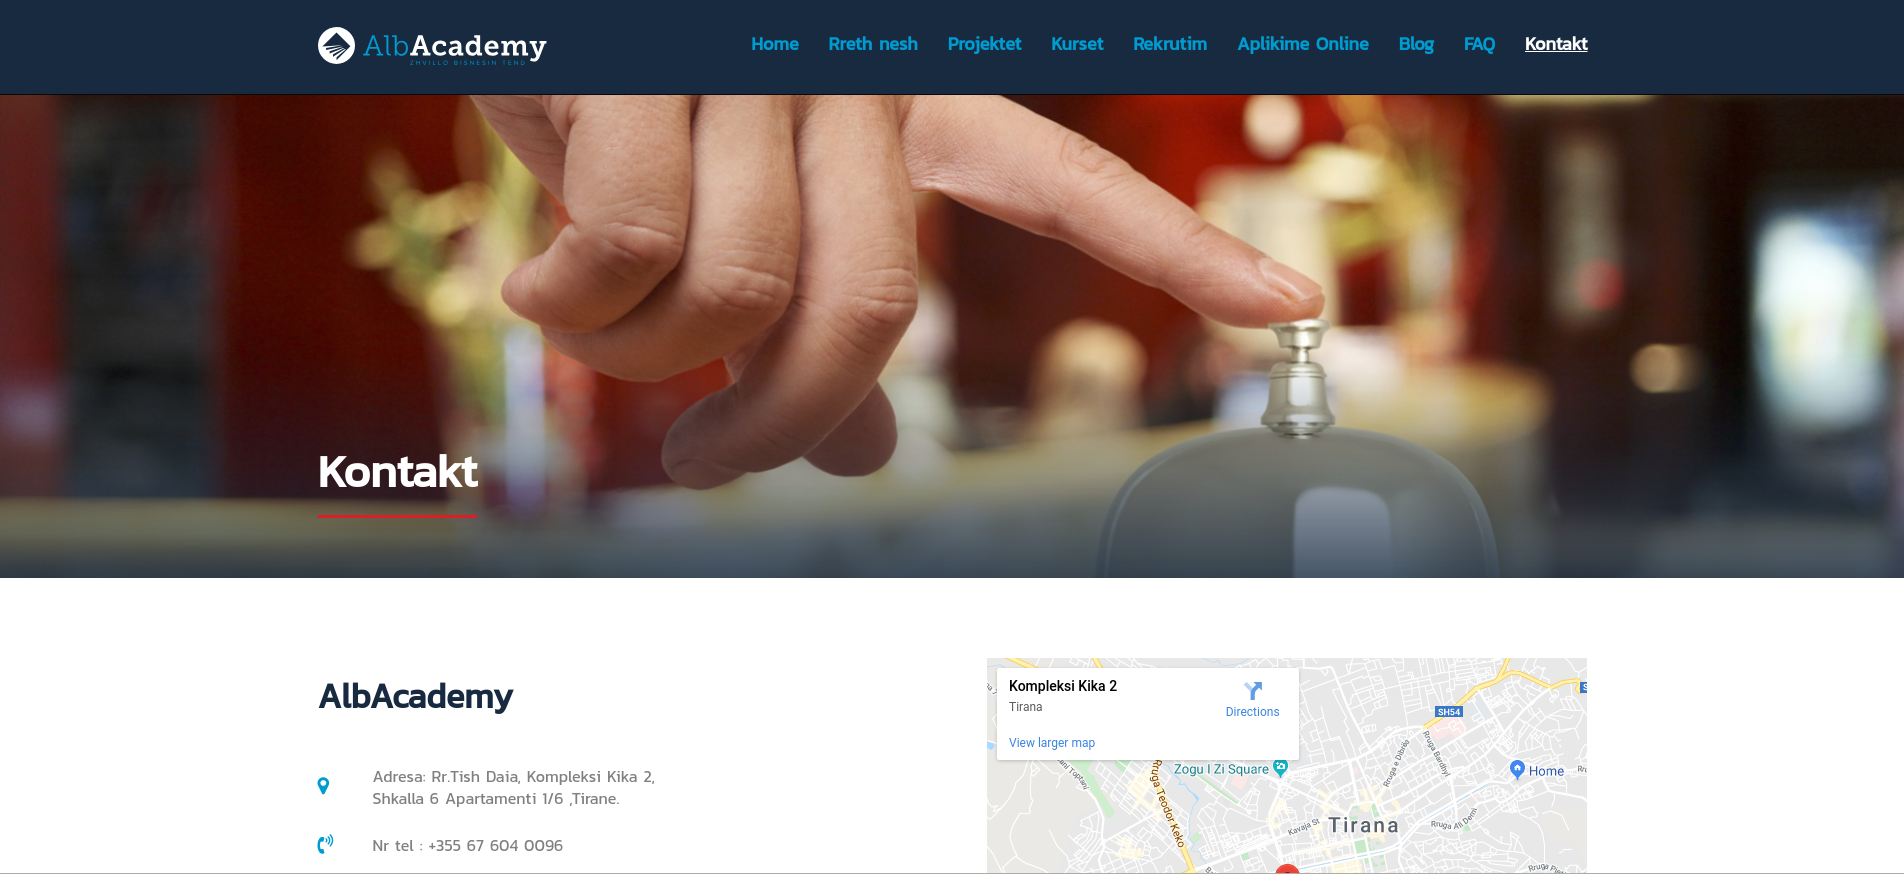 AlbAcademy
ZHVILLO BISNESIN TEND
Home Rreth nesh Projektet Kurset Rekrutim Aplikime Online Blog FAQ Kontakt
Kontakt
AlbAcademy
Adresa: Rr.Tish Daia, Kompleksi Kika 2,
Shkalla 6 Apartamenti 1/6 ,Tirane.
Nr tel : +355 67 604 0096
Kompleksi Kika 2
Tirana
Directions
View larger map
SH54
Zogu I Zi Square
Home
Rruga Teodor Keko
Rruga e Dibrës
Rruga Bardhyl
Tirana
Kavaja St
Rruga Ali Demi